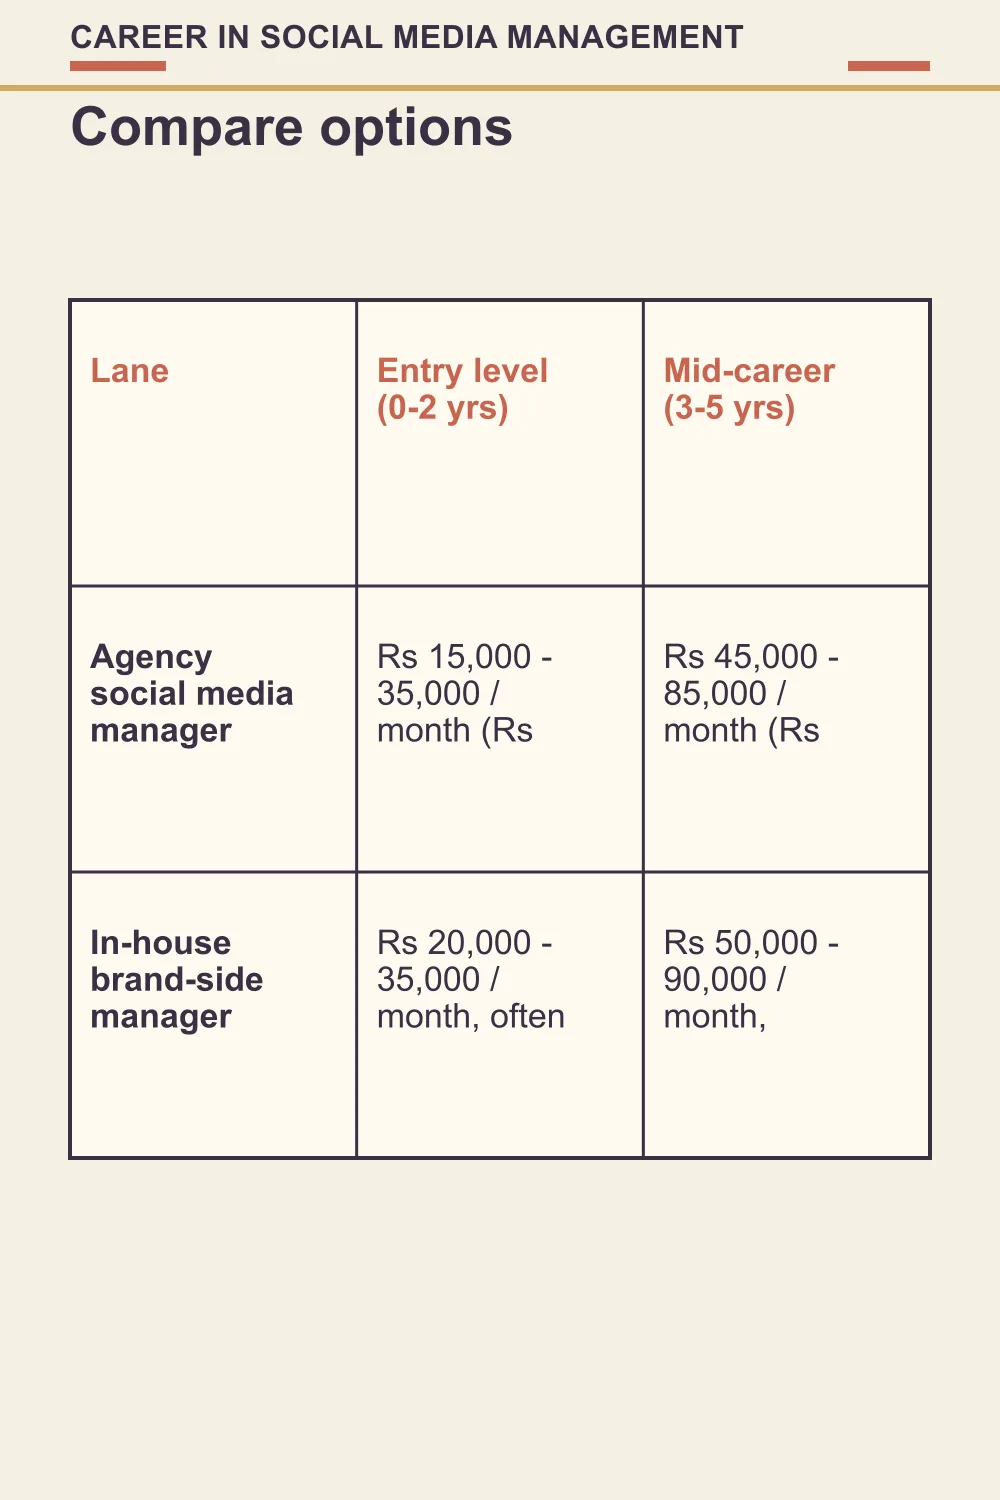 CAREER IN SOCIAL MEDIA MANAGEMENT
Compare options
Lane
Entry level
(0-2 yrs)
Mid-career
(3-5 yrs)
Agency
social media
manager
Rs 15,000 -
35,000 /
month (Rs
Rs 45,000 -
85,000 /
month (Rs
In-house
brand-side
manager
Rs 20,000 -
35,000 /
month, often
Rs 50,000 -
90,000 /
month,